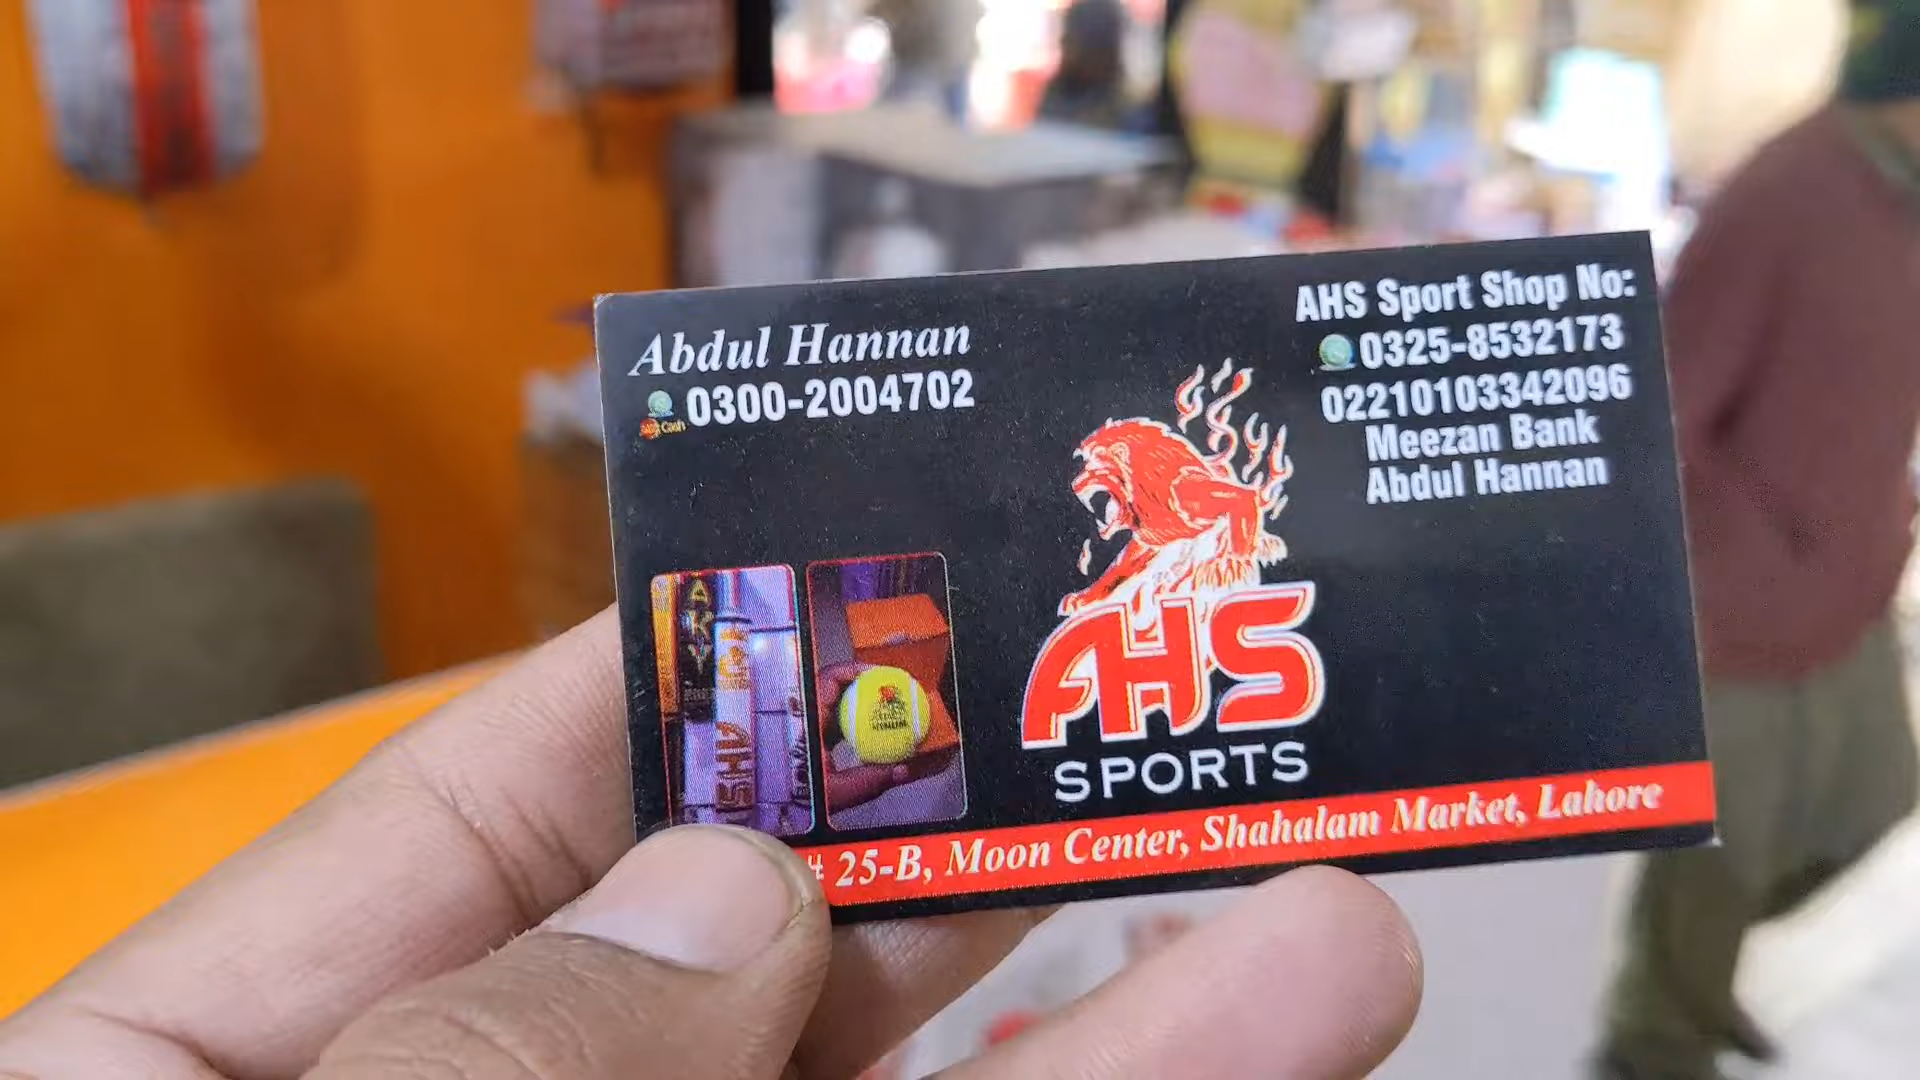 Abdul Hannan
0300-2004702
Cash
AHS Sport Shop No:
0325-8532173
02210103342096
Meezan Bank
Abdul Hannan
AHS
SPORTS
# 25-B, Moon Center, Shahalam Market, Lahore